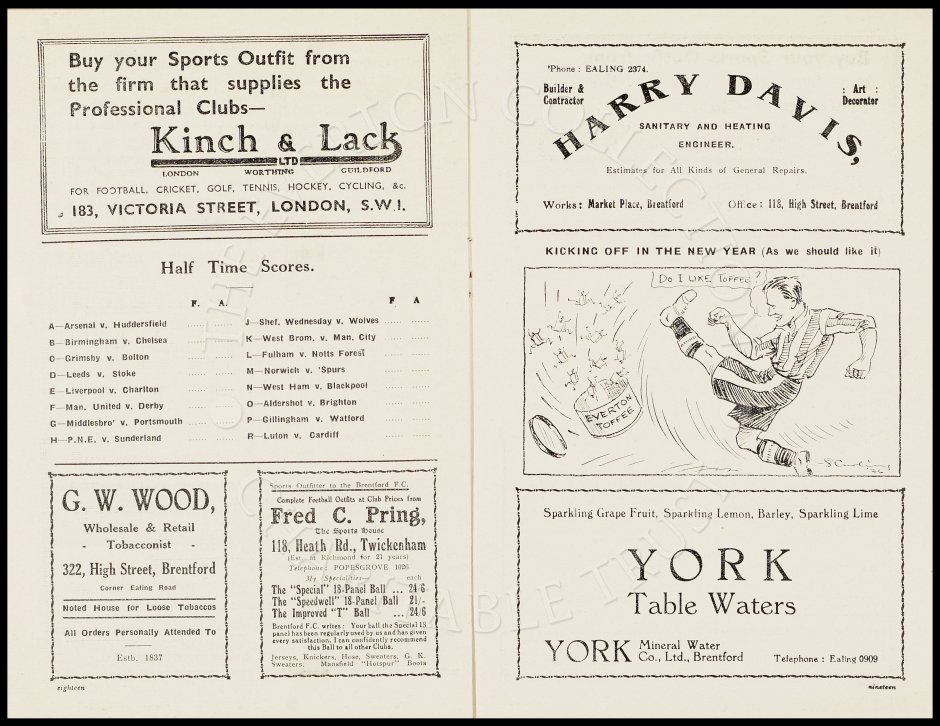 Buy your Sports Outfit from
the firm that supplies the
Professional Clubs—
Kinch & Lack
LTD
LONDON WORTHING GUILDFORD
FOR FOOTBALL, CRICKET, GOLF, TENNIS, HOCKEY, CYCLING, &c.
183, VICTORIA STREET, LONDON, S.W.1.
Half Time Scores.
F. A.
A—Arsenal v. Huddersfield
B—Birmingham v. Chelsea
C—Grimsby v. Bolton
D—Leeds v. Stoke
E—Liverpool v. Charlton
F—Man. United v. Derby
G—Middlesbro' v. Portsmouth
H—P.N.E. v. Sunderland
F A
J—Shef. Wednesday v. Wolves
K—West Brom. v. Man. City
L—Fulham v. Notts Forest
M—Norwich v. 'Spurs
N—West Ham v. Blackpool
O—Aldershot v. Brighton
P—Gillingham v. Watford
R—Luton v. Cardiff
G. W. WOOD,
Wholesale & Retail
- Tobacconist -
322, High Street, Brentford
Corner Ealing Road
Noted House for Loose Tobaccos
All Orders Personally Attended To
Estb. 1837
Sports Outfitter to the Brentford F.C.
Complete Football Outfits at Club Prices from
Fred C. Pring,
The Sports House
118, Heath Rd., Twickenham
(Est. at Richmond for 21 years)
Telephone: POPESGROVE 1026
My Specialities— each
The "Special" 18-Panel Ball ... 24/6
The "Speedwell" 18-Panel Ball 21/-
The Improved "T" Ball ... 24/6
Brentford F.C. writes: Your ball the Special 18
panel has been regularly used by us and has given
every satisfaction. I can confidently recommend
this Ball to all other Clubs.
Jerseys, Knickers, Hose, Sweaters, G. K.
Sweaters. Mansfield "Hotspur" Boots
eighteen
'Phone: EALING 2374.
Builder &
Contractor
: Art :
Decorator
HARRY DAVIS,
SANITARY AND HEATING
ENGINEER.
Estimates for All Kinds of General Repairs.
Works: Market Place, Brentford Office: 118, High Street, Brentford
KICKING OFF IN THE NEW YEAR (As we should like it)
DO I LIKE TOFFEE?
EVERTON
TOFFEE
Sparkling Grape Fruit, Sparkling Lemon, Barley, Sparkling Lime
YORK
Table Waters
YORK Mineral Water
Co., Ltd., Brentford Telephone: Ealing 0909
nineteen